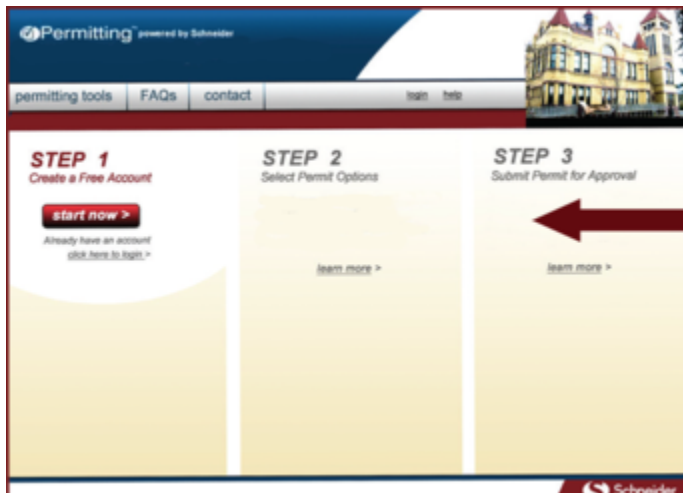 Permitting™ powered by Schneider
permitting tools FAQs contact login help
STEP 1
Create a Free Account
start now >
Already have an account
click here to login >
STEP 2
Select Permit Options
learn more >
STEP 3
Submit Permit for Approval
learn more >
Schneider